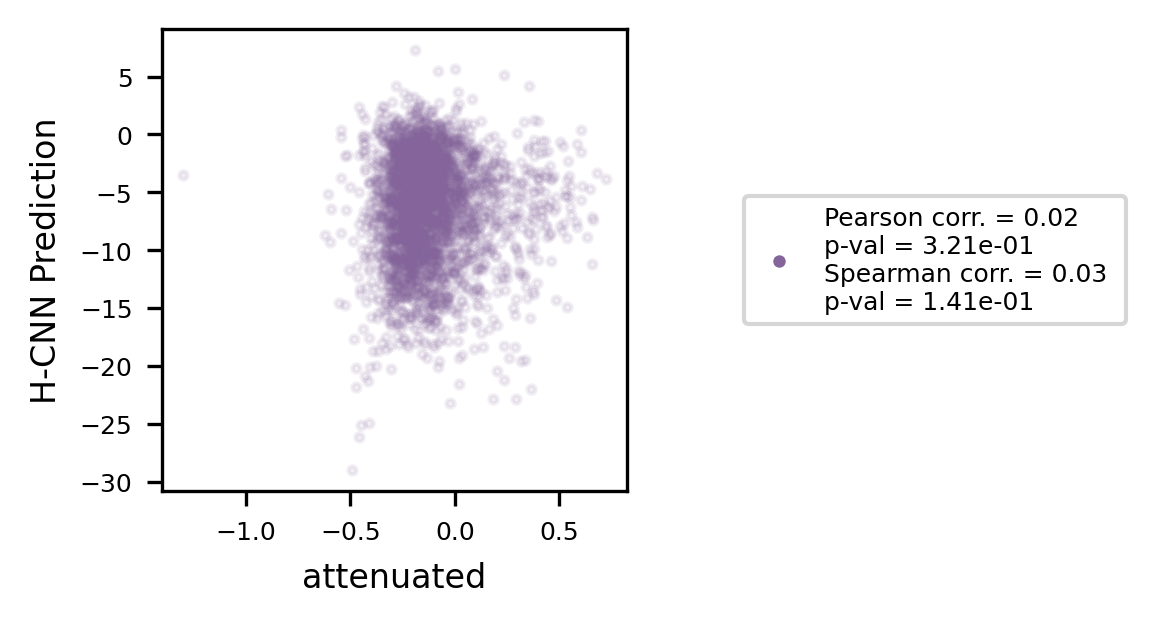 H-CNN Prediction
5
0
−5
−10
−15
−20
−25
−30
−1.0
−0.5
0.0
0.5
attenuated
Pearson corr. = 0.02
p-val = 3.21e-01
Spearman corr. = 0.03
p-val = 1.41e-01